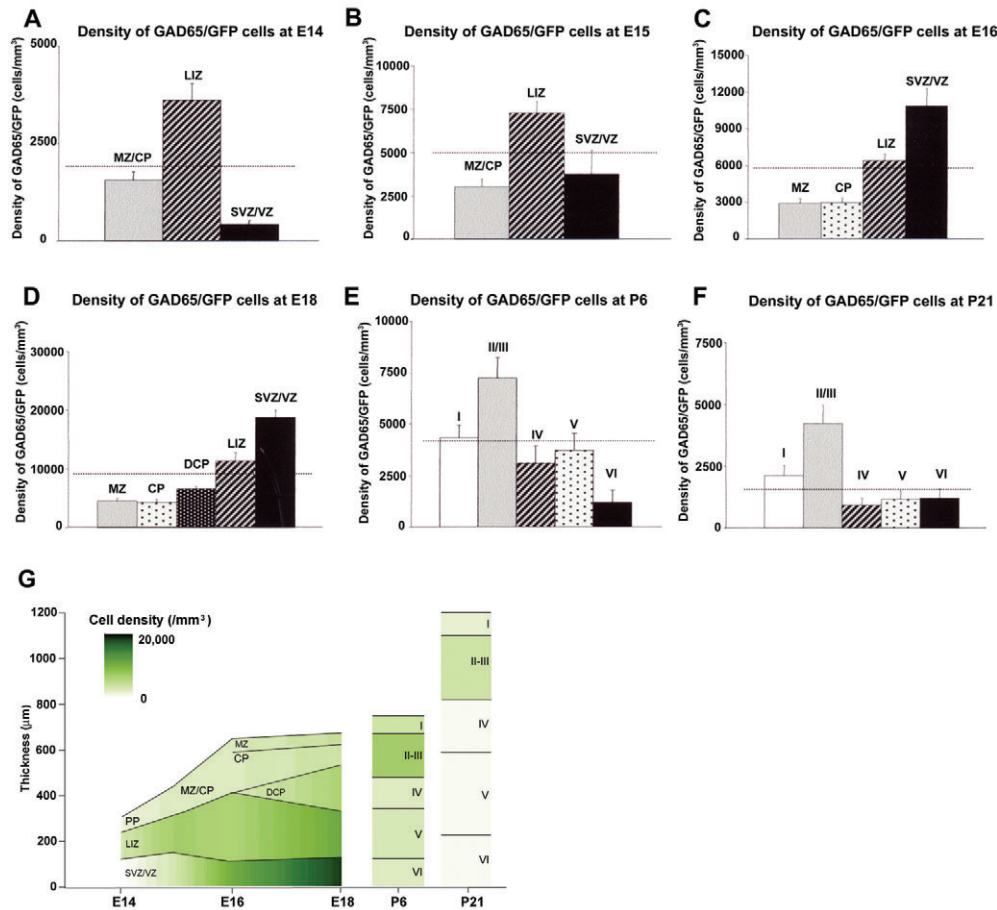 A
Density of GAD65/GFP cells at E14
Density of GAD65/GFP (cells/mm³)
5000
2500
0
MZ/CP
LIZ
SVZ/VZ
B
Density of GAD65/GFP cells at E15
Density of GAD65/GFP (cells/mm³)
10000
7500
5000
2500
0
MZ/CP
LIZ
SVZ/VZ
C
Density of GAD65/GFP cells at E16
Density of GAD65/GFP (cells/mm³)
15000
12000
9000
6000
3000
0
MZ
CP
LIZ
SVZ/VZ
D
Density of GAD65/GFP cells at E18
Density of GAD65/GFP (cells/mm³)
30000
20000
10000
0
MZ
CP
DCP
LIZ
SVZ/VZ
E
Density of GAD65/GFP cells at P6
Density of GAD65/GFP (cells/mm³)
10000
7500
5000
2500
0
I
II/III
IV
V
VI
F
Density of GAD65/GFP cells at P21
Density of GAD65/GFP (cells/mm³)
7500
5000
2500
0
I
II/III
IV
V
VI
G
Thickness (µm)
1200
1000
800
600
400
200
0
Cell density (/mm³)
20,000
0
MZ
CP
MZ/CP
DCP
PP
LIZ
SVZ/VZ
I
II-III
IV
V
VI
I
II-III
IV
V
VI
E14
E16
E18
P6
P21